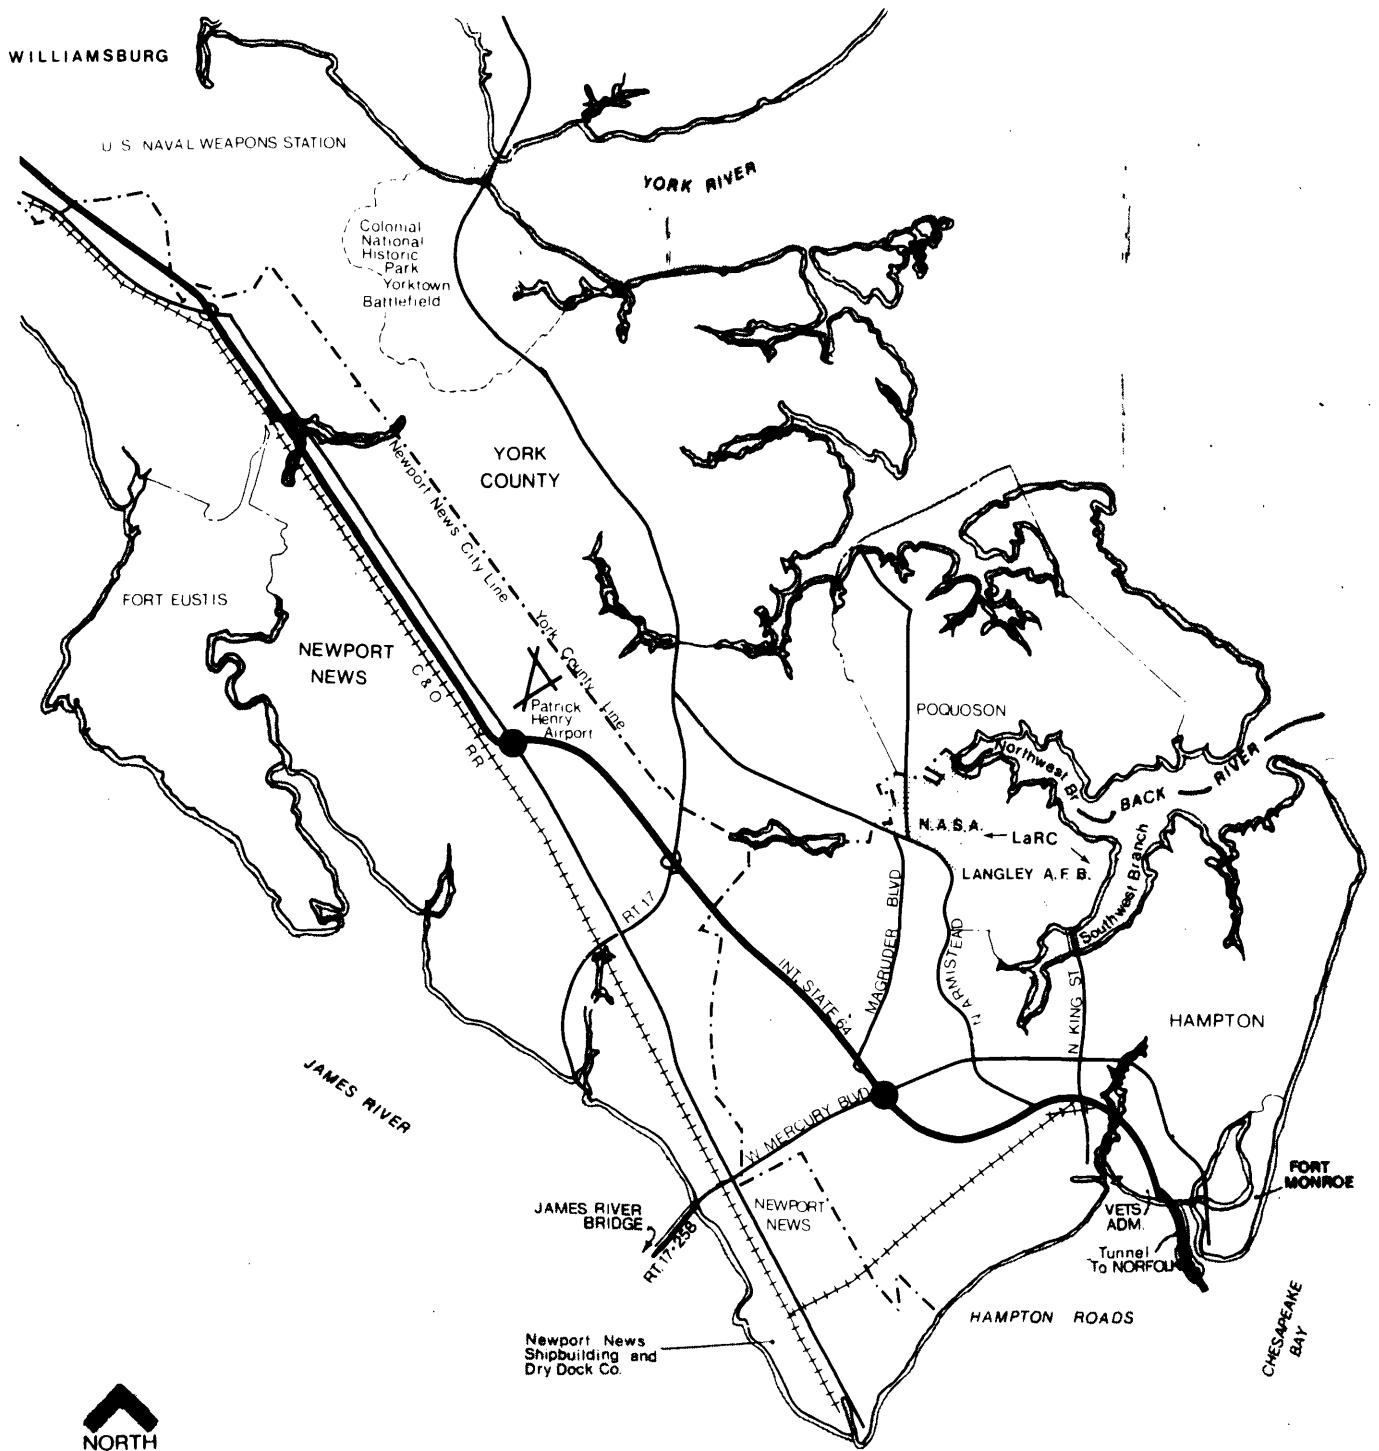 WILLIAMSBURG
U S NAVAL WEAPONS STATION
YORK RIVER
Colonial
National
Historic
Park
Yorktown
Battlefield
YORK
COUNTY
Newport News City Line
York County Line
FORT EUSTIS
NEWPORT
NEWS
C & O RR
Patrick
Henry
Airport
POQUOSON
Northwest Br
BACK RIVER
N.A.S.A.
LaRC
LANGLEY A.F.B.
Southwest Branch
RT. 17
MAGRUDER BLVD
N ARMISTEAD
N KING ST
INT. STATE 64
HAMPTON
JAMES RIVER
W MERCURY BLVD
JAMES RIVER
BRIDGE
RT. 17-258
NEWPORT
NEWS
FORT
MONROE
VETS
ADM.
Tunnel
To NORFOLK
HAMPTON ROADS
CHESAPEAKE
BAY
Newport News
Shipbuilding and
Dry Dock Co.
NORTH